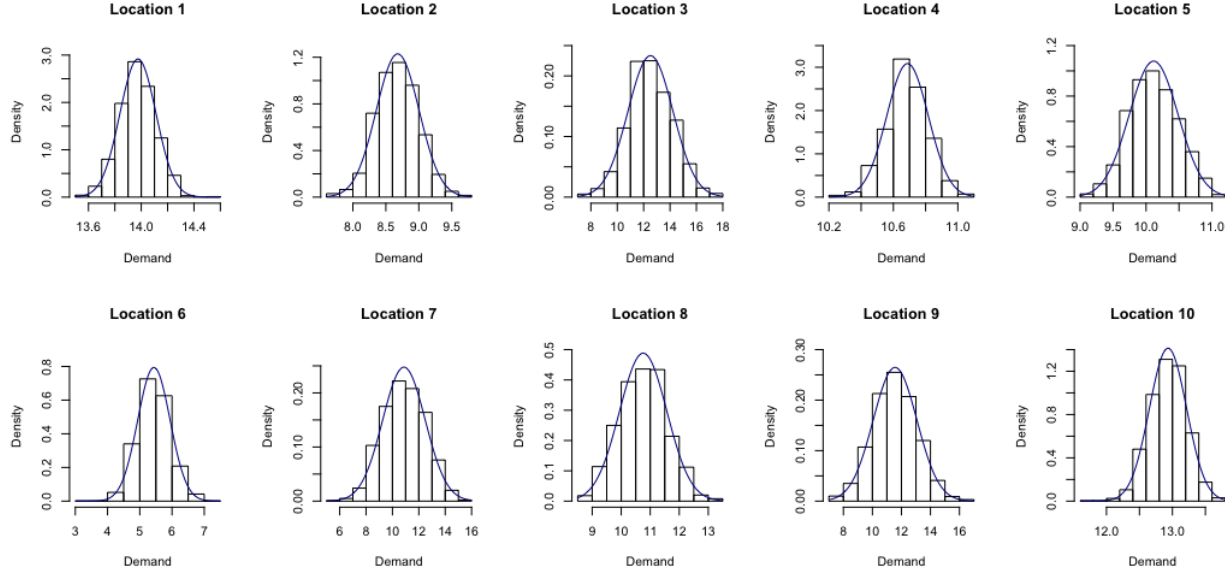 Location 1
Density
0.0
1.0
2.0
3.0
13.6
14.0
14.4
Demand
Location 2
Density
0.0
0.4
0.8
1.2
8.0
8.5
9.0
9.5
Demand
Location 3
Density
0.00
0.10
0.20
8
10
12
14
16
18
Demand
Location 4
Density
0.0
1.0
2.0
3.0
10.2
10.6
11.0
Demand
Location 5
Density
0.0
0.4
0.8
1.2
9.0
9.5
10.0
11.0
Demand
Location 6
Density
0.0
0.2
0.4
0.6
0.8
3
4
5
6
7
Demand
Location 7
Density
0.00
0.10
0.20
6
8
10
12
14
16
Demand
Location 8
Density
0.0
0.1
0.2
0.3
0.4
0.5
9
10
11
12
13
Demand
Location 9
Density
0.00
0.10
0.20
0.30
8
10
12
14
16
Demand
Location 10
Density
0.0
0.4
0.8
1.2
12.0
13.0
Demand